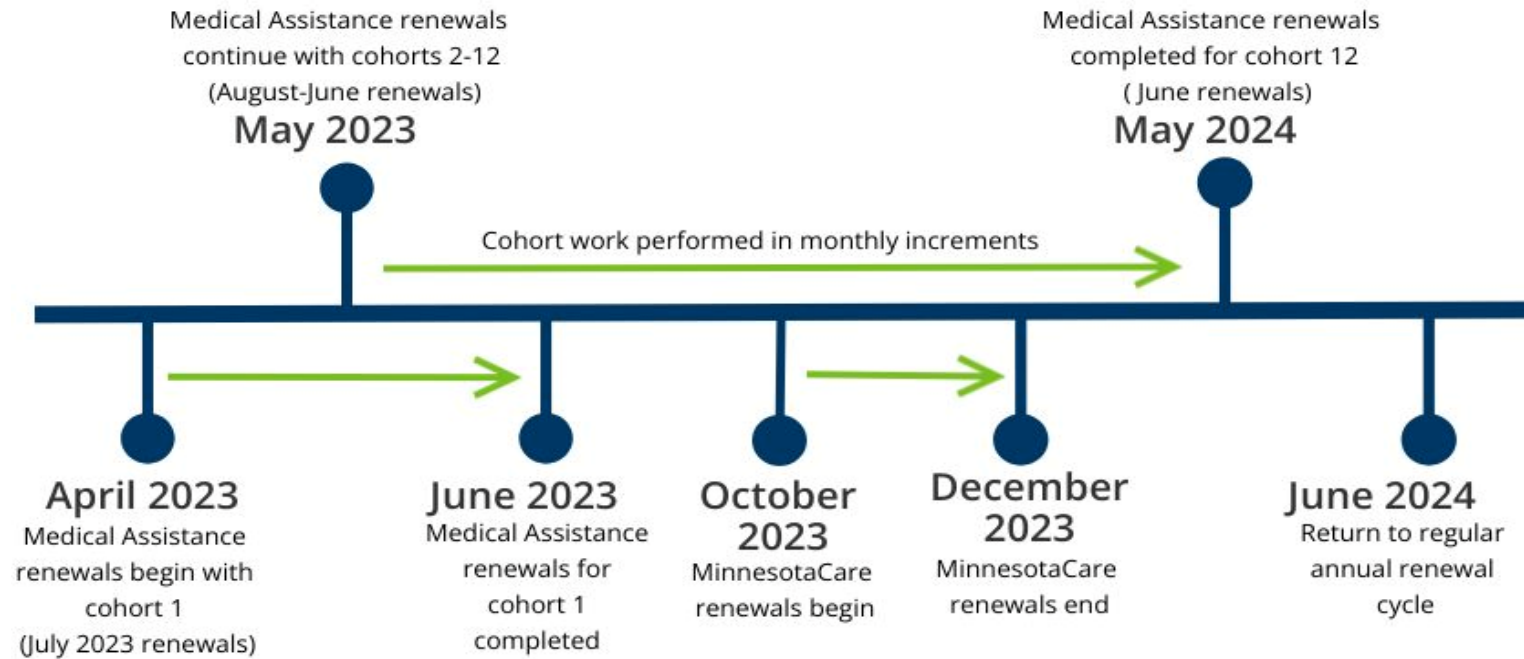 Medical Assistance renewals
continue with cohorts 2-12
(August-June renewals)
May 2023
Medical Assistance renewals
completed for cohort 12
( June renewals)
May 2024
Cohort work performed in monthly increments
April 2023
Medical Assistance
renewals begin with
cohort 1
(July 2023 renewals)
June 2023
Medical Assistance
renewals for
cohort 1
completed
October
2023
MinnesotaCare
renewals begin
December
2023
MinnesotaCare
renewals end
June 2024
Return to regular
annual renewal
cycle